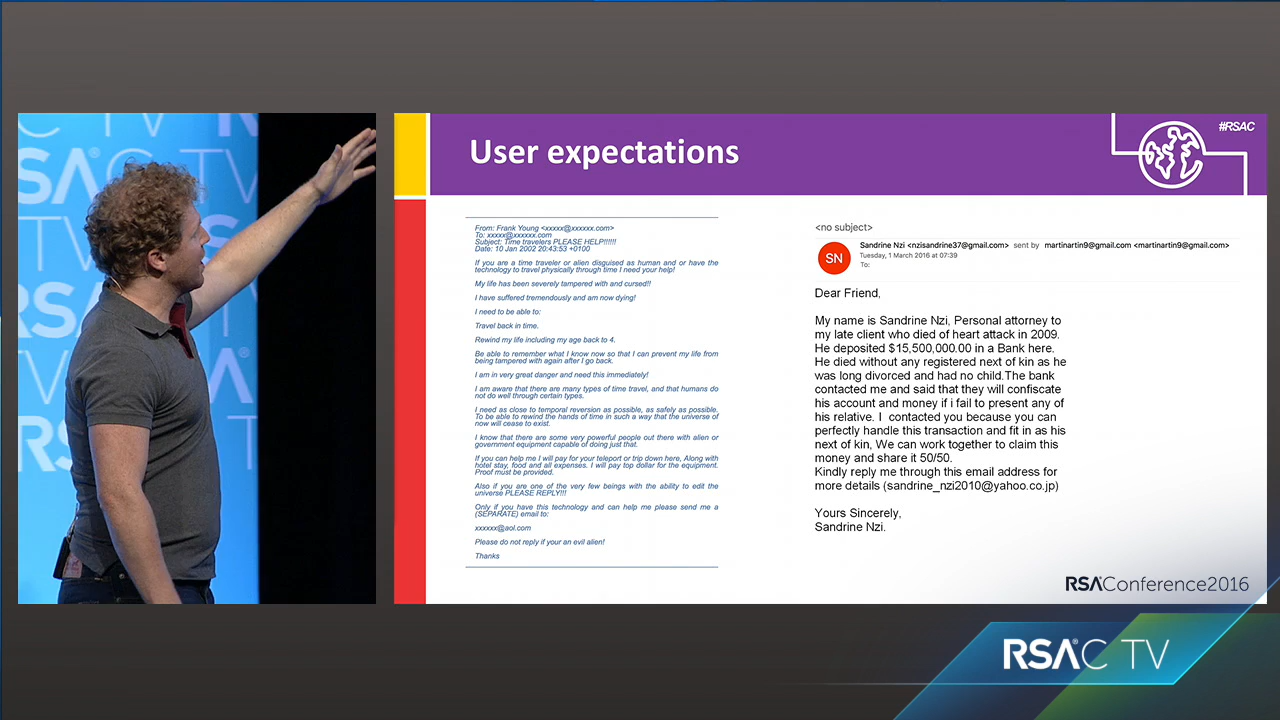 C TV
RSAC TV
RSA
RS
User expectations
#RSAC
From: Frank Young <xxxxx@xxxxxx.com>
To: xxxxx@xxxxxx.com
Subject: Time travelers PLEASE HELP!!!!!!
Date: 10 Jan 2002 20:43:53 +0100
If you are a time traveler or alien disguised as human and or have the
technology to travel physically through time I need your help!
My life has been severely tampered with and cursed!!
I have suffered tremendously and am now dying!
I need to be able to:
Travel back in time.
Rewind my life including my age back to 4.
Be able to remember what I know now so that I can prevent my life from
being tampered with again after I go back.
I am in very great danger and need this immediately!
I am aware that there are many types of time travel, and that humans do
not do well through certain types.
I need as close to temporal reversion as possible, as safely as possible.
To be able to rewind the hands of time in such a way that the universe of
now will cease to exist.
I know that there are some very powerful people out there with alien or
government equipment capable of doing just that.
If you can help me I will pay for your teleport or trip down here, Along with
hotel stay, food and all expenses. I will pay top dollar for the equipment.
Proof must be provided.
Also if you are one of the very few beings with the ability to edit the
universe PLEASE REPLY!!!
Only if you have this technology and can help me please send me a
(SEPARATE) email to:
xxxxxx@aol.com
Please do not reply if your an evil alien!
Thanks
<no subject>
SN
Sandrine Nzi <nzisandrine37@gmail.com> sent by martinartin9@gmail.com <martinartin9@gmail.com>
Tuesday, 1 March 2016 at 07:39
To:
Dear Friend,
My name is Sandrine Nzi, Personal attorney to
my late client who died of heart attack in 2009.
He deposited $15,500,000.00 in a Bank here.
He died without any registered next of kin as he
was long divorced and had no child.The bank
contacted me and said that they will confiscate
his account and money if i fail to present any of
his relative. I contacted you because you can
perfectly handle this transaction and fit in as his
next of kin, We can work together to claim this
money and share it 50/50.
Kindly reply me through this email address for
more details (sandrine_nzi2010@yahoo.co.jp)
Yours Sincerely,
Sandrine Nzi.
RSAConference2016
RSAC TV